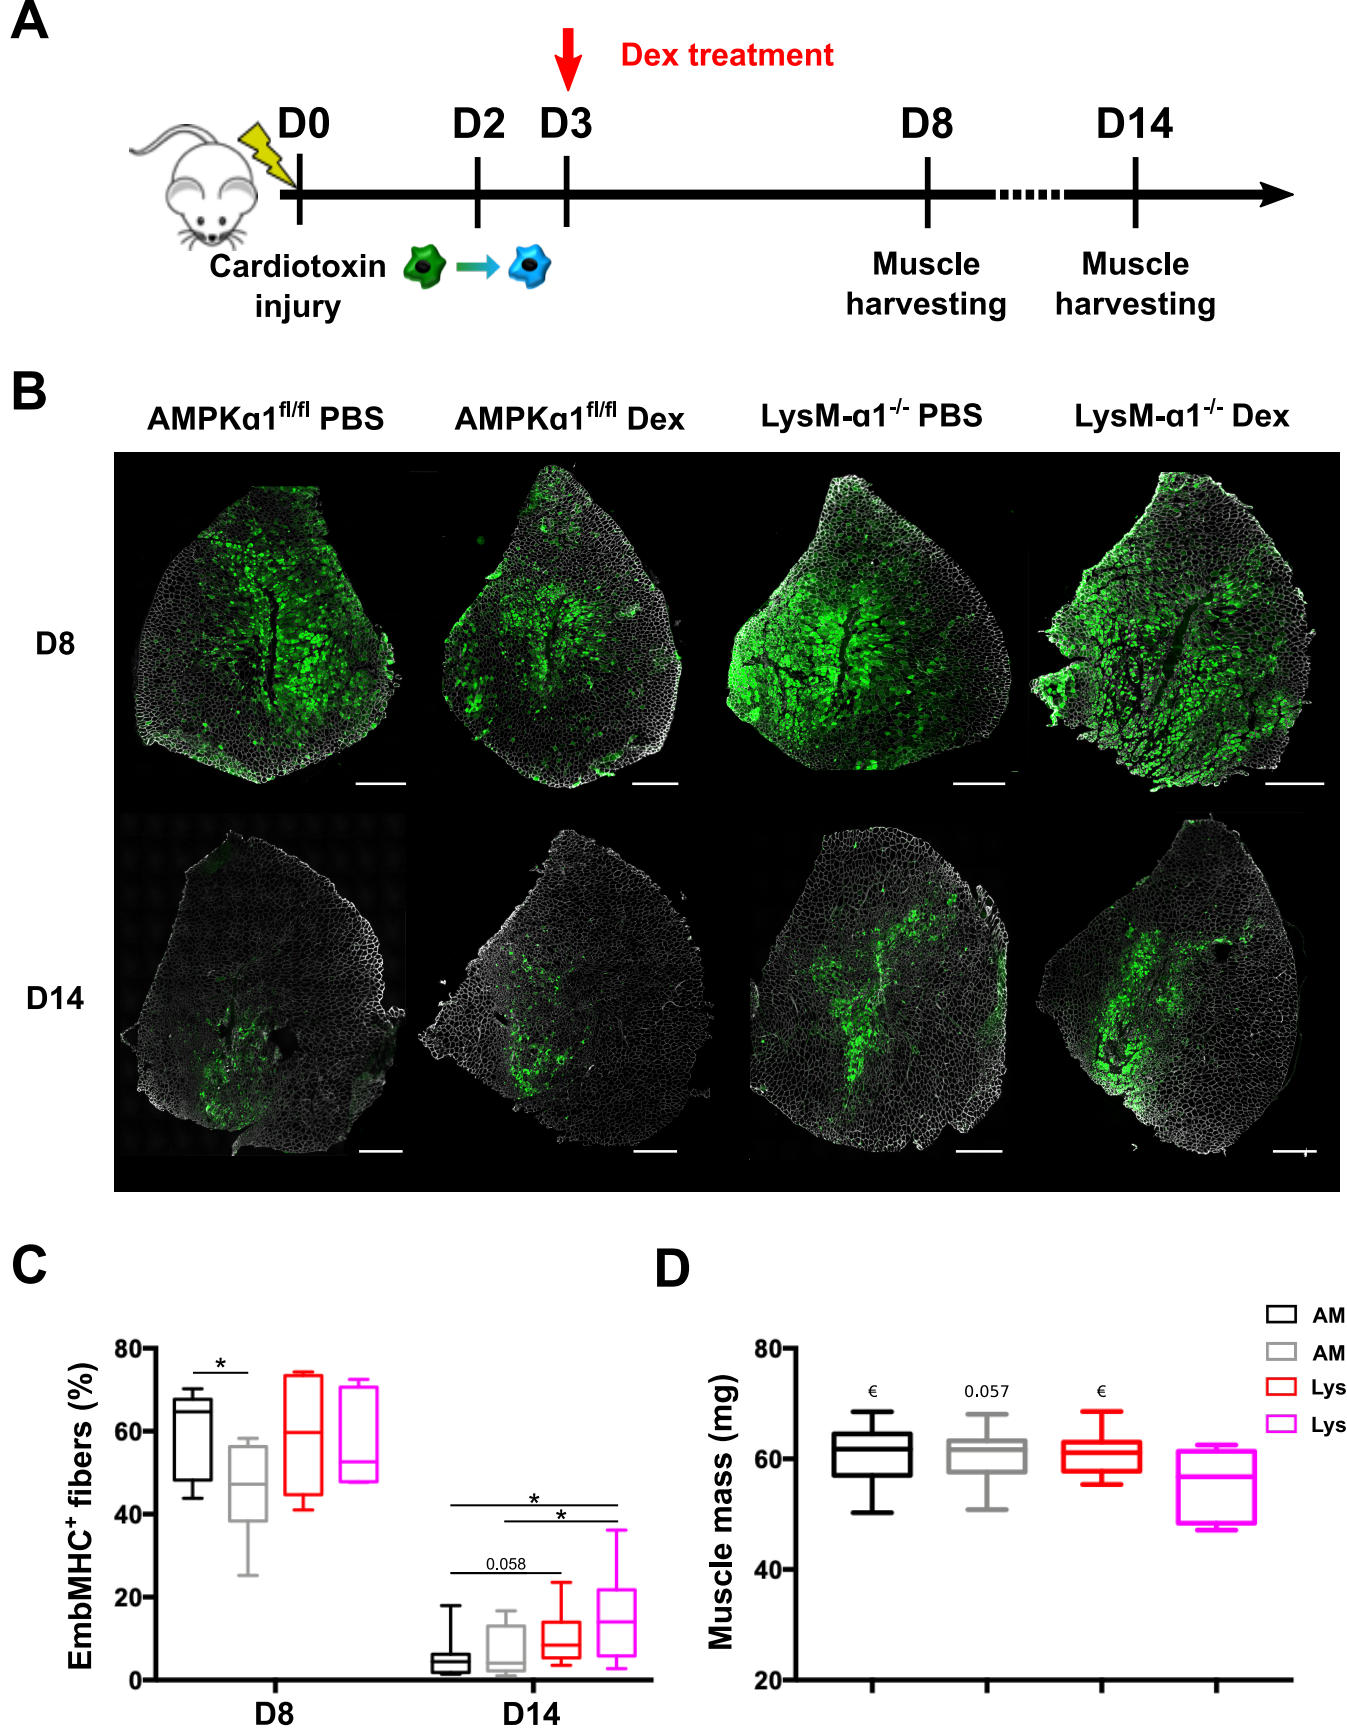 A
Dex treatment
D0 D2 D3 D8 D14
Cardiotoxin
injury
Muscle
harvesting
Muscle
harvesting
B
AMPKα1fl/fl PBS
AMPKα1fl/fl Dex
LysM-α1-/- PBS
LysM-α1-/- Dex
D8
D14
C
EmbMHC+ fibers (%)
80
60
40
20
0
*
*
*
0.058
D8
D14
D
Muscle mass (mg)
80
60
40
20
€
0.057
€
AM
AM
Lys
Lys